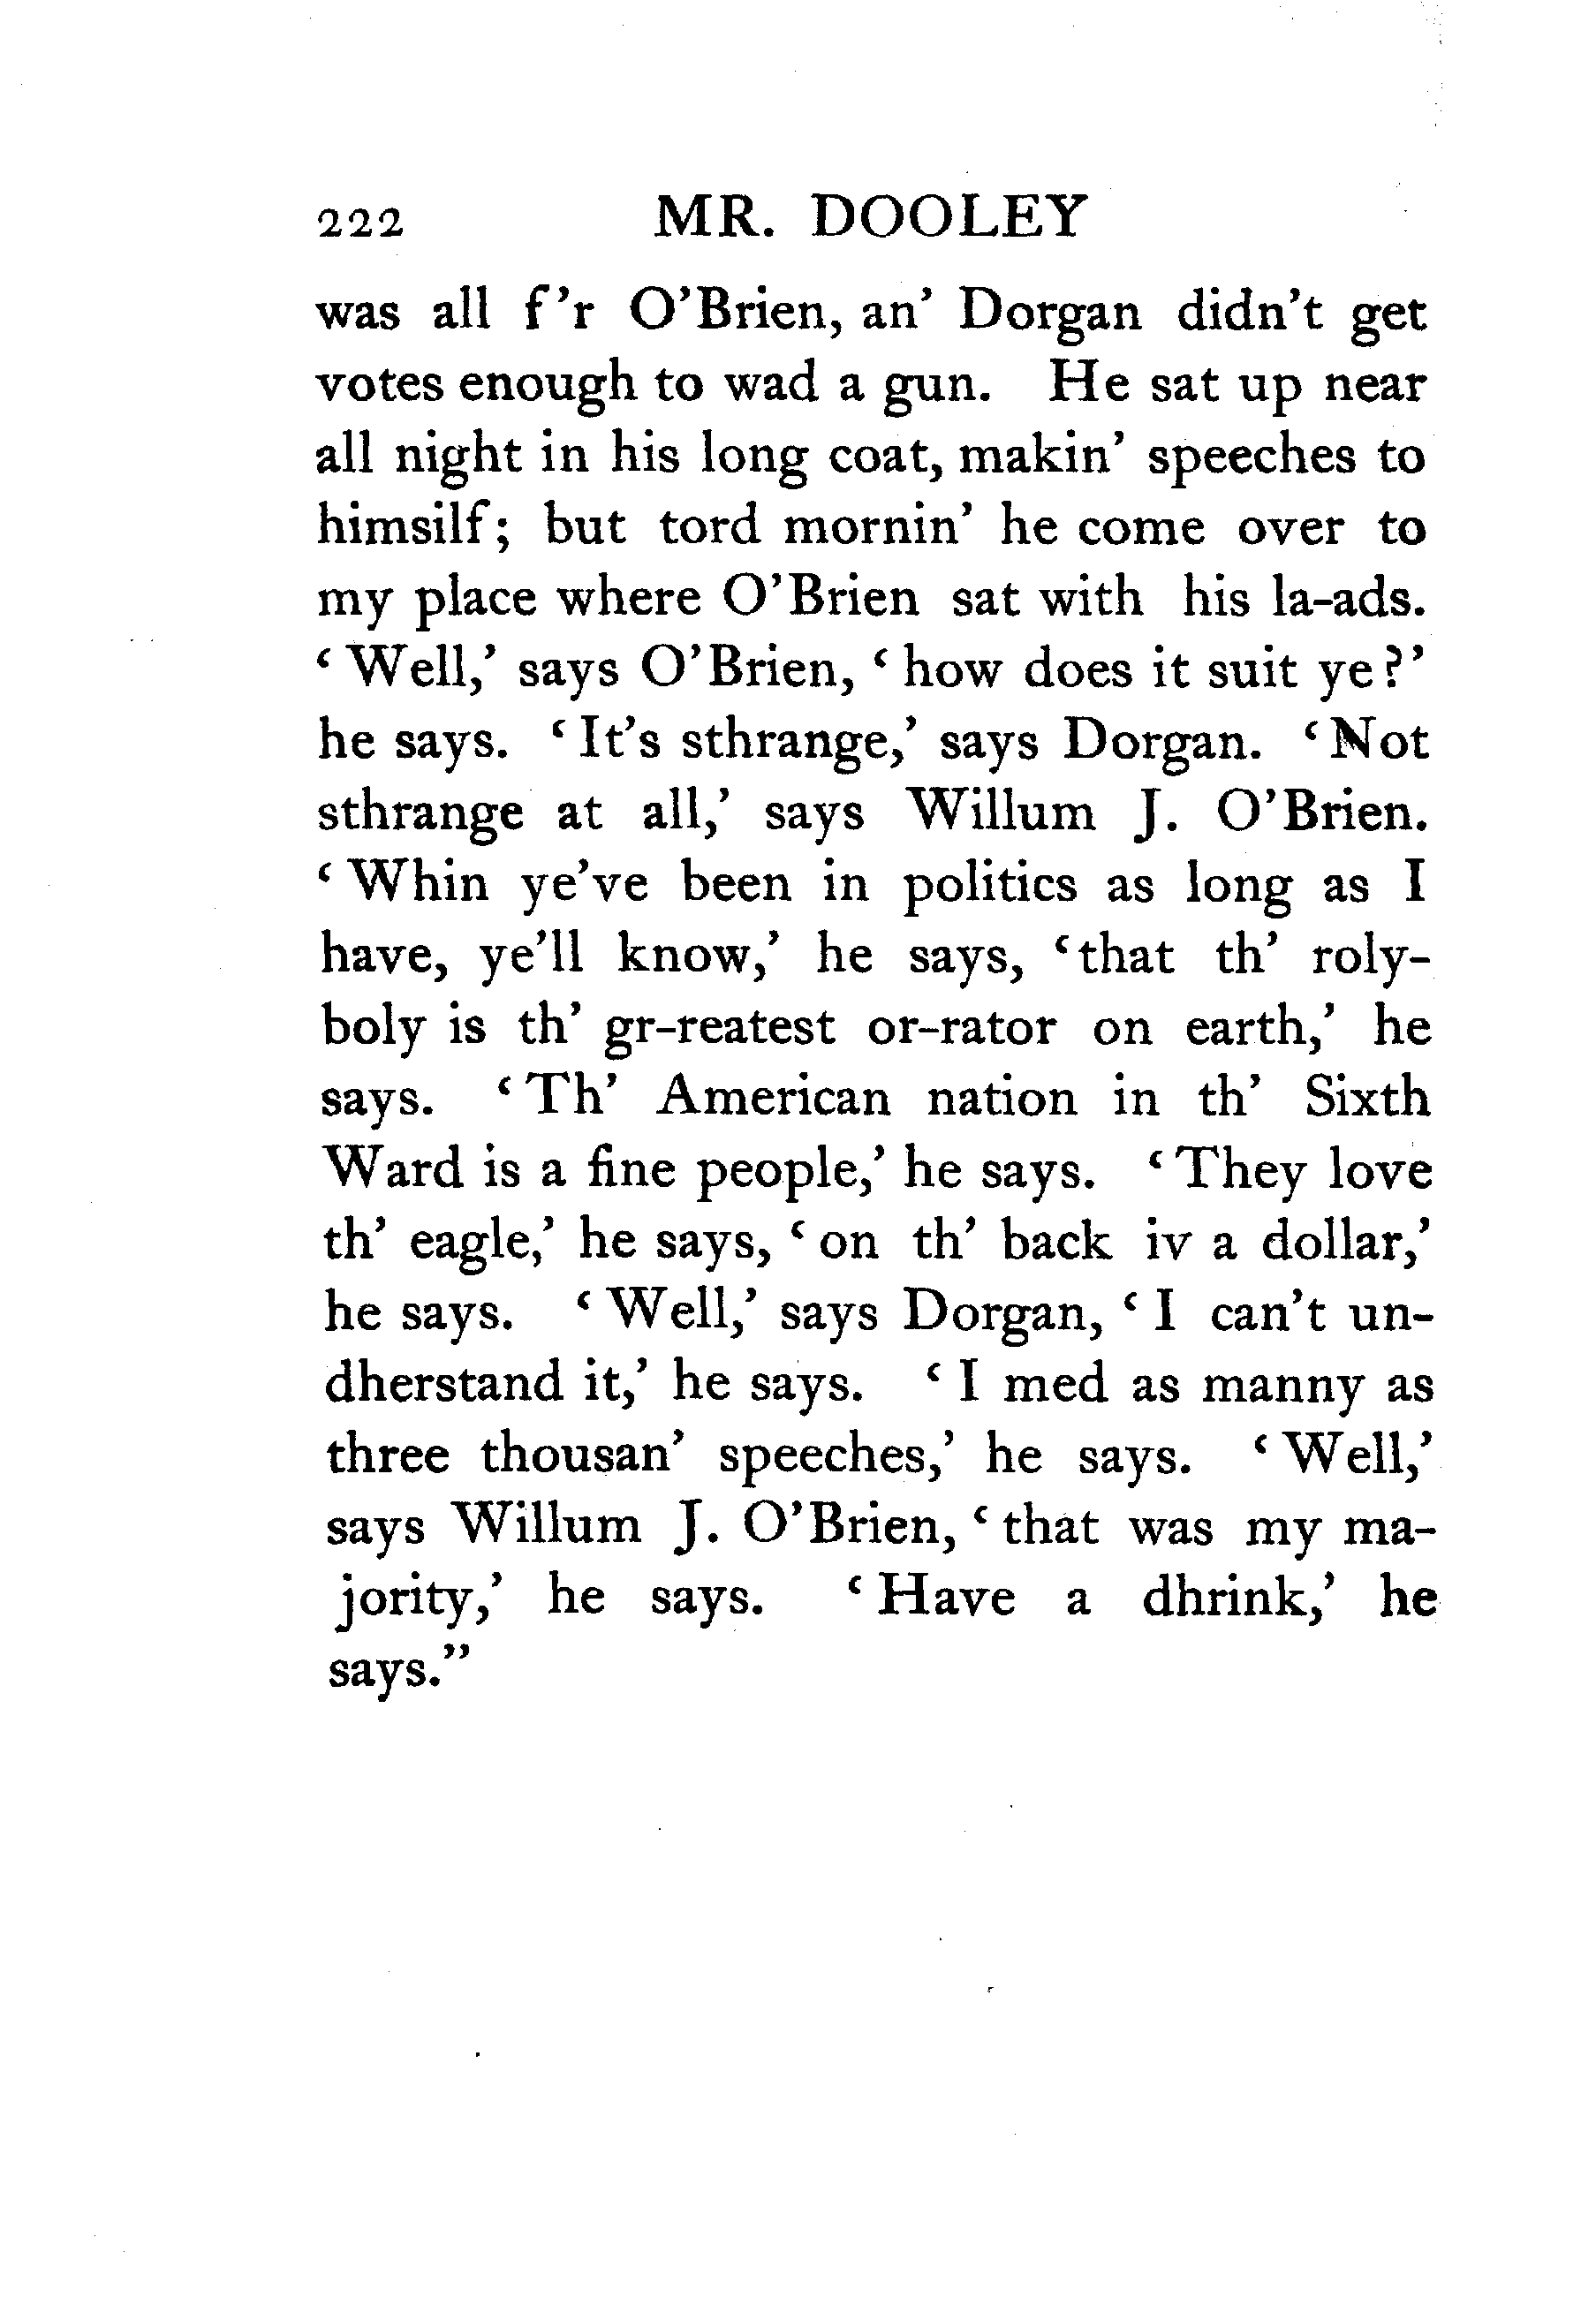 222 MR. DOOLEY
was all f'r O'Brien, an' Dorgan didn't get
votes enough to wad a gun. He sat up near
all night in his long coat, makin' speeches to
himsilf; but tord mornin' he come over to
my place where O'Brien sat with his la-ads.
‘Well,’ says O'Brien, ‘how does it suit ye?’
he says. ‘It's sthrange,’ says Dorgan. ‘Not
sthrange at all,’ says Willum J. O'Brien.
‘Whin ye've been in politics as long as I
have, ye'll know,’ he says, ‘that th' roly-
boly is th' gr-reatest or-rator on earth,’ he
says. ‘Th' American nation in th' Sixth
Ward is a fine people,’ he says. ‘They love
th' eagle,’ he says, ‘on th' back iv a dollar,’
he says. ‘Well,’ says Dorgan, ‘I can't un-
dherstand it,’ he says. ‘I med as manny as
three thousan' speeches,’ he says. ‘Well,’
says Willum J. O'Brien, ‘that was my ma-
jority,’ he says. ‘Have a dhrink,’ he
says.”